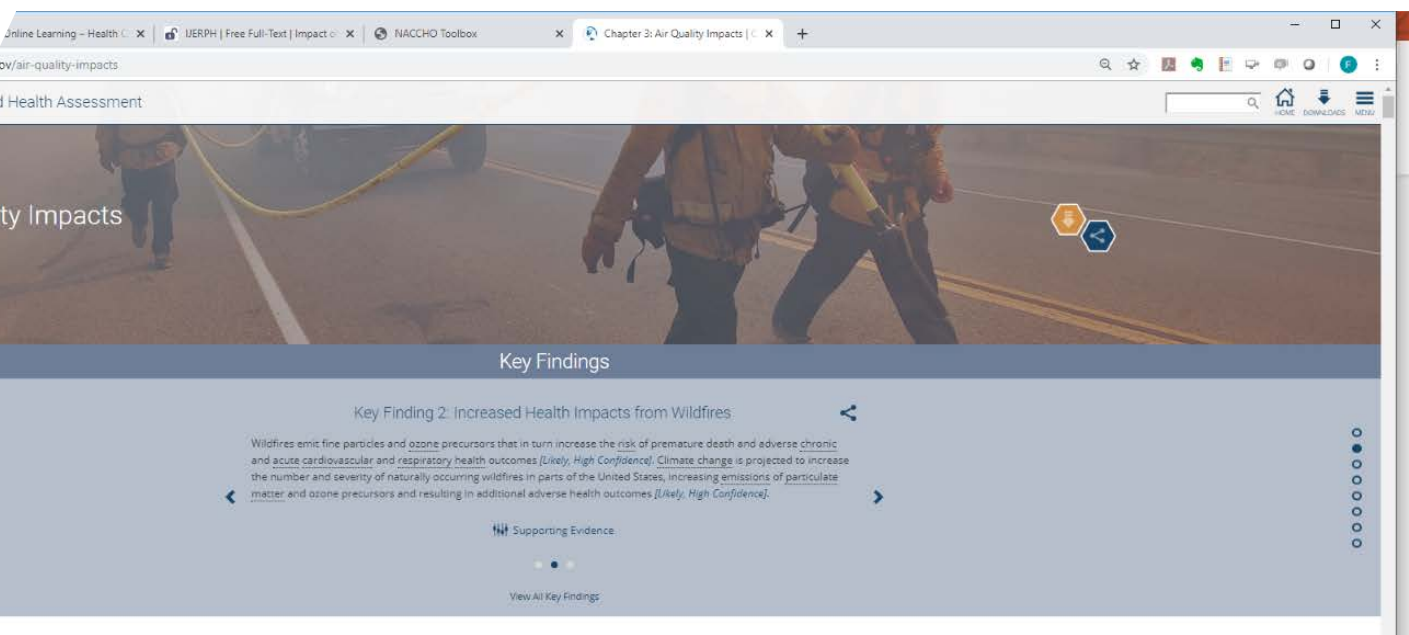 Online Learning – Health C
IJERPH | Free Full-Text | Impact o
NACCHO Toolbox
Chapter 3: Air Quality Impacts | C
ov/air-quality-impacts
F
d Health Assessment
HOME DOWNLOADS MENU
ty Impacts
Key Findings
Key Finding 2: Increased Health Impacts from Wildfires
Wildfires emit fine particles and ozone precursors that in turn increase the risk of premature death and adverse chronic
and acute cardiovascular and respiratory health outcomes [Likely, High Confidence]. Climate change is projected to increase
the number and severity of naturally occurring wildfires in parts of the United States, increasing emissions of particulate
matter and ozone precursors and resulting in additional adverse health outcomes [Likely, High Confidence].
Supporting Evidence
View All Key Findings